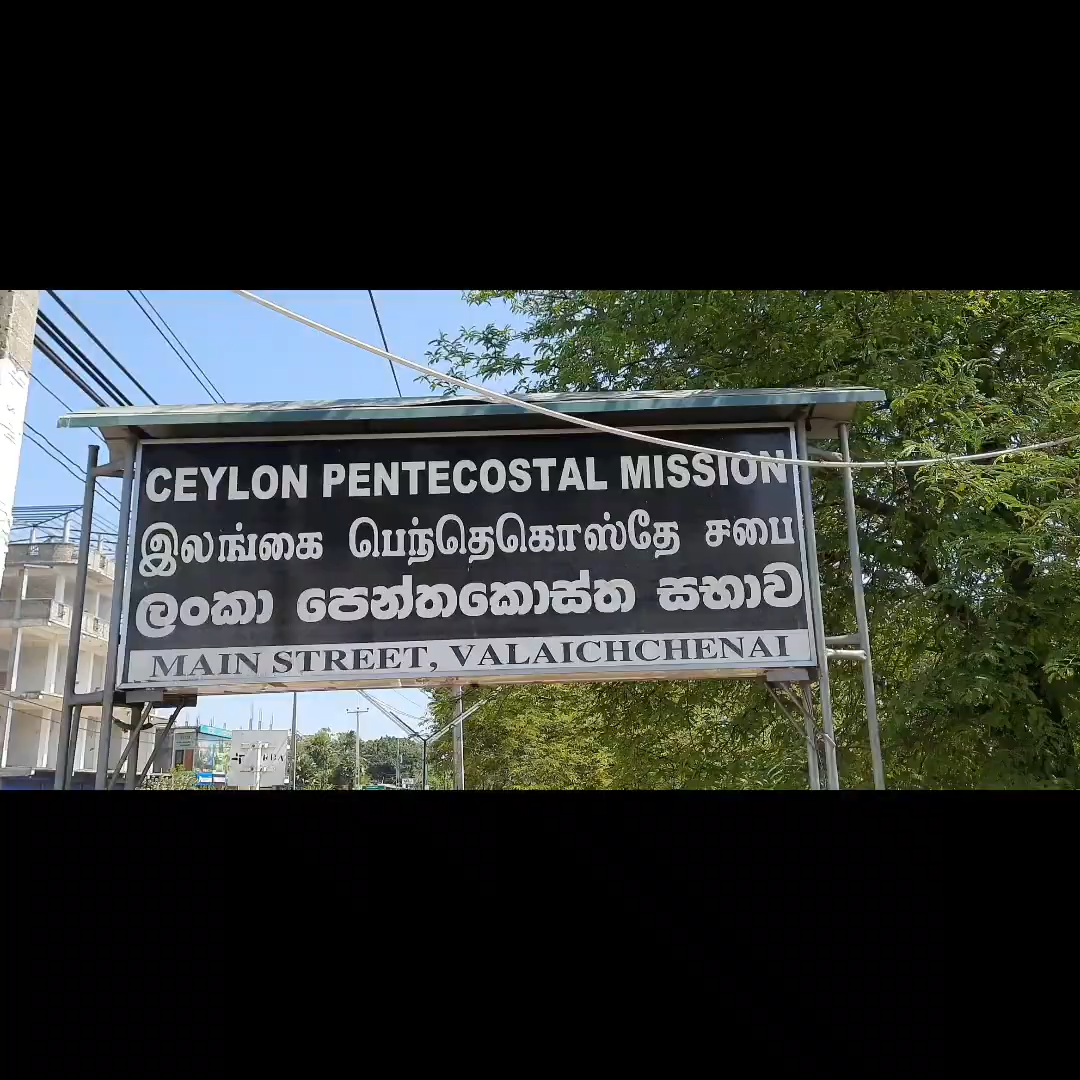 CEYLON PENTECOSTAL MISSION
இலங்கை பெந்தெகொஸ்தே சபை
ලංකා පෙන්තකොස්ත සභාව
MAIN STREET, VALAICHCHENAI